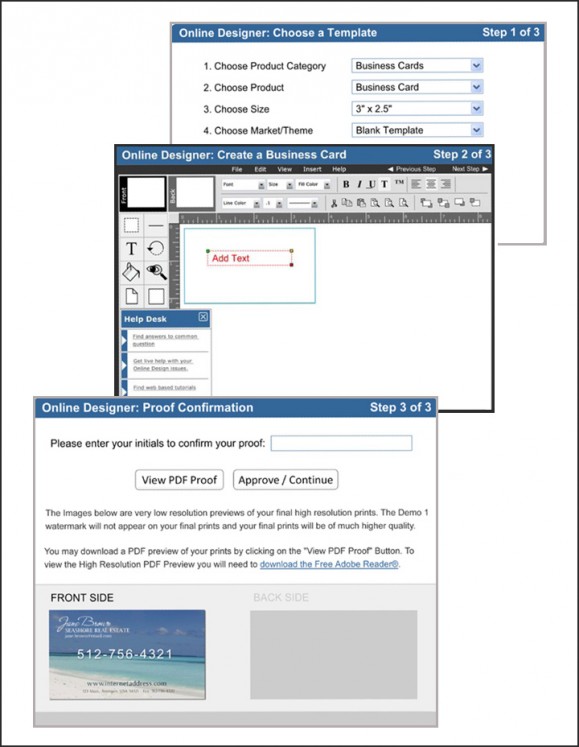 Online Designer: Choose a Template Step 1 of 3
1. Choose Product Category Business Cards
2. Choose Product Business Card
3. Choose Size 3" x 2.5"
4. Choose Market/Theme Blank Template
Online Designer: Create a Business Card Step 2 of 3
File Edit View Insert Help Previous Step Next Step
Front
Back
Font Size Fill Color B I U T ™
Line Color .1
Add Text
Help Desk
Find answers to common
question
Get live help with your
Online Design issues.
Find web based tutorials
Online Designer: Proof Confirmation Step 3 of 3
Please enter your initials to confirm your proof:
View PDF Proof Approve / Continue
The Images below are very low resolution previews of your final high resolution prints. The Demo 1
watermark will not appear on your final prints and your final prints will be of much higher quality.
You may download a PDF preview of your prints by clicking on the "View PDF Proof" Button. To
view the High Resolution PDF Preview you will need to download the Free Adobe Reader®.
FRONT SIDE BACK SIDE
Jane Brown
SEASHORE REAL ESTATE
512-756-4321
www.internetaddress.com